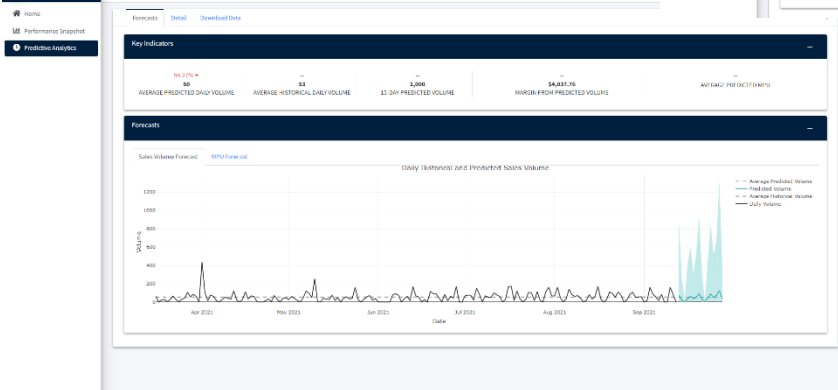 Home
Performance Snapshot
Predictive Analytics
Forecasts Detail Download Data
Key Indicators
94.27%
50
AVERAGE PREDICTED DAILY VOLUME
--
53
AVERAGE HISTORICAL DAILY VOLUME
--
1,000
15-DAY PREDICTED VOLUME
--
$4,037.76
MARGIN FROM PREDICTED VOLUME
--
AVERAGE PREDICTED MPU
Forecasts
Sales Volume Forecast MPU Forecast
Daily Historical and Predicted Sales Volume
Average Predicted Volume
Predicted Volume
Average Historical Volume
Daily Volume
Volume
1200
1000
800
600
400
200
0
Apr 2021 May 2021 Jun 2021 Jul 2021 Aug 2021 Sep 2021
Date